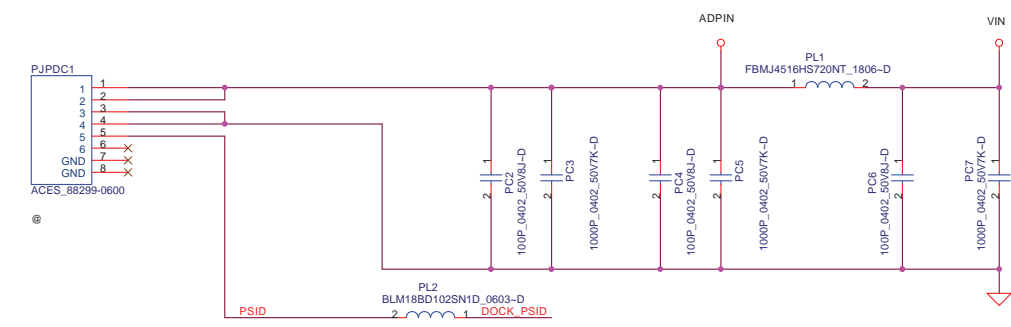 ADPIN
VIN
PJPDC1
PL1
FBMJ4516HS720NT_1806~D
1 2
1 1
2 2
3 3
4 4
5 5
6 6
GND 7
GND 8
ACES_88299-0600
@
1
2
PC2
100P_0402_50V8J~D
1
2
PC3
1000P_0402_50V7K~D
1
2
PC4
100P_0402_50V8J~D
1
2
PC5
1000P_0402_50V7K~D
1
2
PC6
100P_0402_50V8J~D
1
2
PC7
1000P_0402_50V7K~D
PL2
BLM18BD102SN1D_0603~D
PSID 2 1 DOCK_PSID